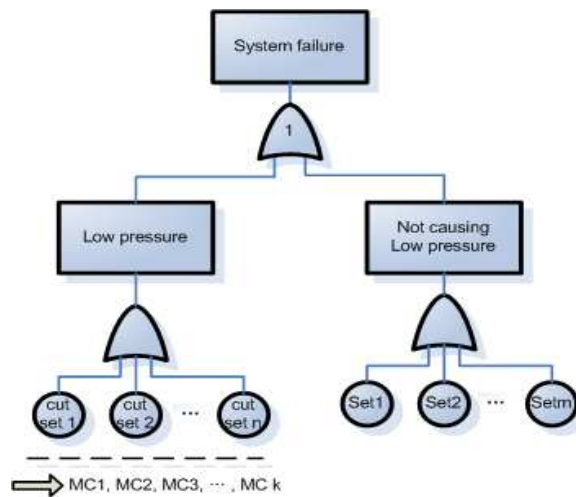 System failure
1
Low pressure
Not causing
Low pressure
cut
set 1
cut
set 2
...
cut
set n
Set1
Set2
...
Setm
MC1, MC2, MC3, ... , MC k